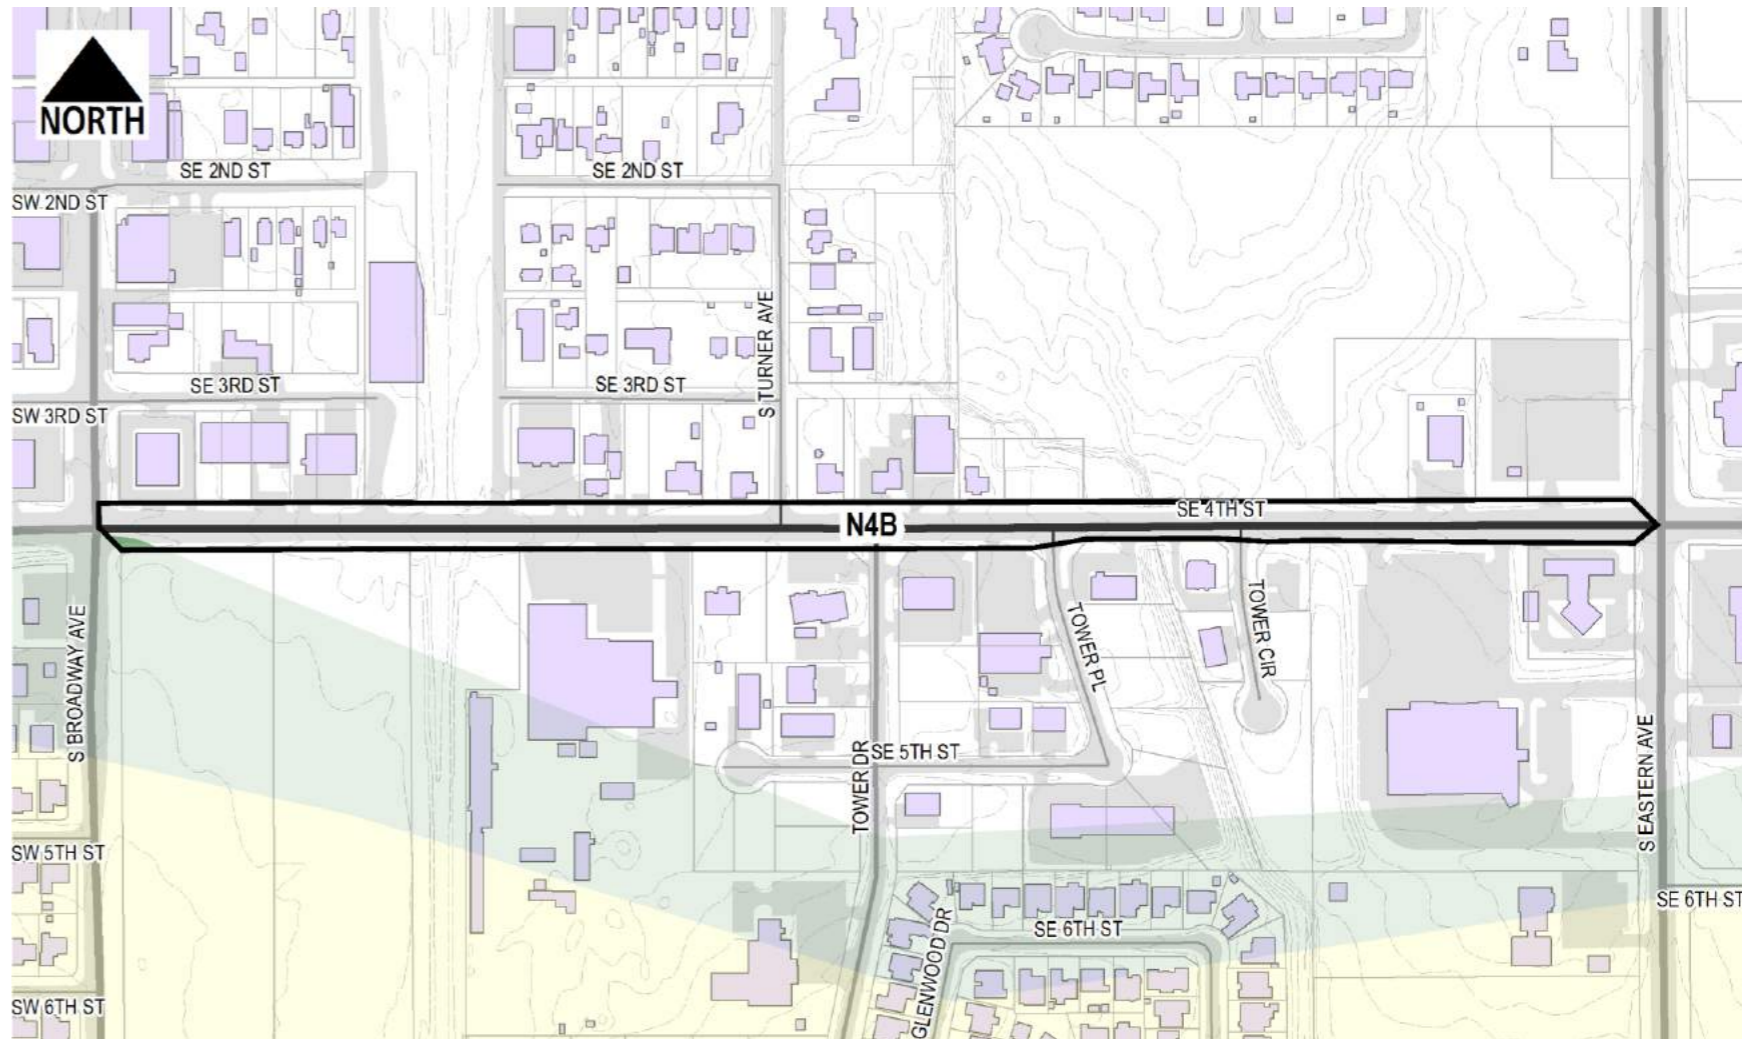 NORTH
SE 2ND ST
SE 2ND ST
SW 2ND ST
S TURNER AVE
SE 3RD ST
SE 3RD ST
SW 3RD ST
SE 4TH ST
N4B
S BROADWAY AVE
TOWER PL
TOWER CIR
SE 5TH ST
TOWER DR
S EASTERN AVE
SW 5TH ST
SE 6TH ST
SE 6TH ST
GLENWOOD DR
SW 6TH ST